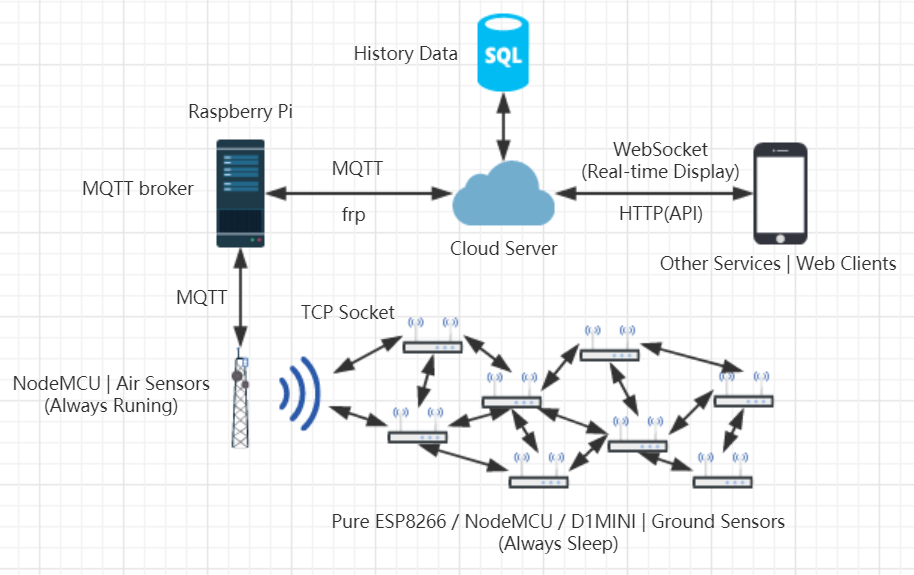 History Data
SQL
Raspberry Pi
MQTT broker
MQTT
frp
Cloud Server
WebSocket
(Real-time Display)
HTTP(API)
Other Services | Web Clients
MQTT
TCP Socket
NodeMCU | Air Sensors
(Always Runing)
Pure ESP8266 / NodeMCU / D1MINI | Ground Sensors
(Always Sleep)